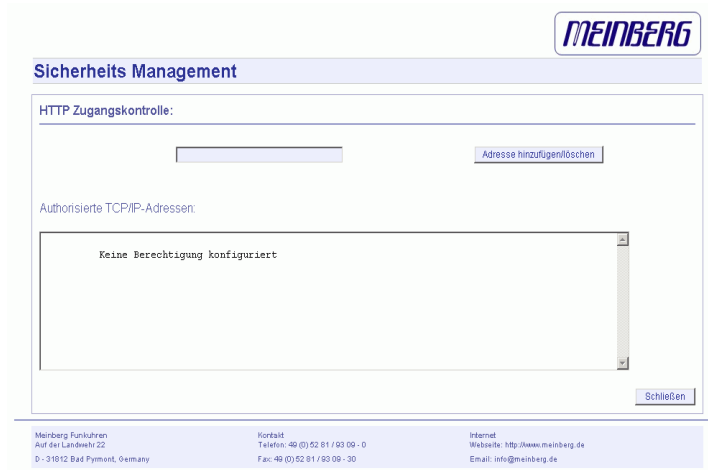 MEINBERG
Sicherheits Management
HTTP Zugangskontrolle:
Adresse hinzufügen/löschen
Authorisierte TCP/IP-Adressen:
Keine Berechtigung konfiguriert
Schließen
Meinberg Funkuhren
Auf der Landwehr 22
D - 31812 Bad Pyrmont, Germany
Kontakt
Telefon: 49 (0) 52 81 / 93 09 - 0
Fax: 49 (0) 52 81 / 93 09 - 30
Internet
Webseite: http://www.meinberg.de
Email: info@meinberg.de